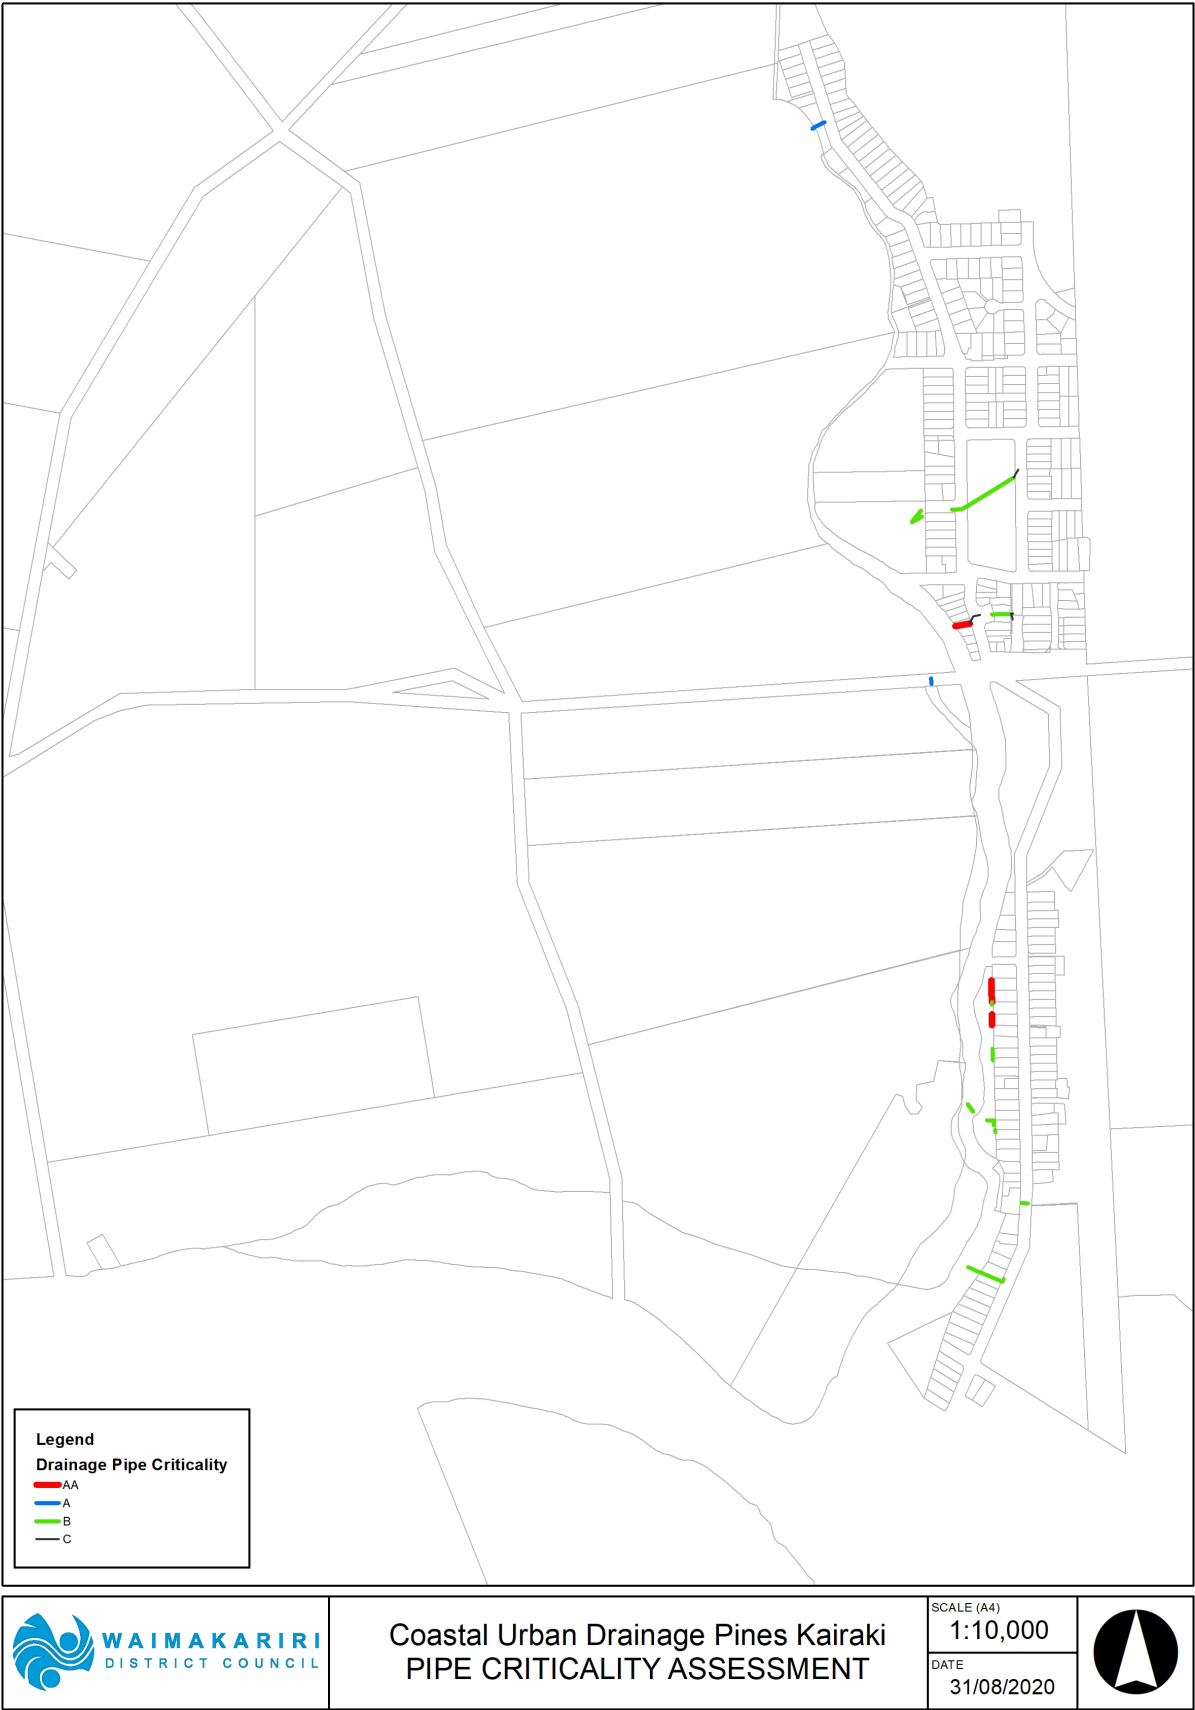 Legend
Drainage Pipe Criticality
AA
A
B
C
WAIMAKARIRI
DISTRICT COUNCIL
Coastal Urban Drainage Pines Kairaki
PIPE CRITICALITY ASSESSMENT
SCALE (A4)
1:10,000
DATE
31/08/2020